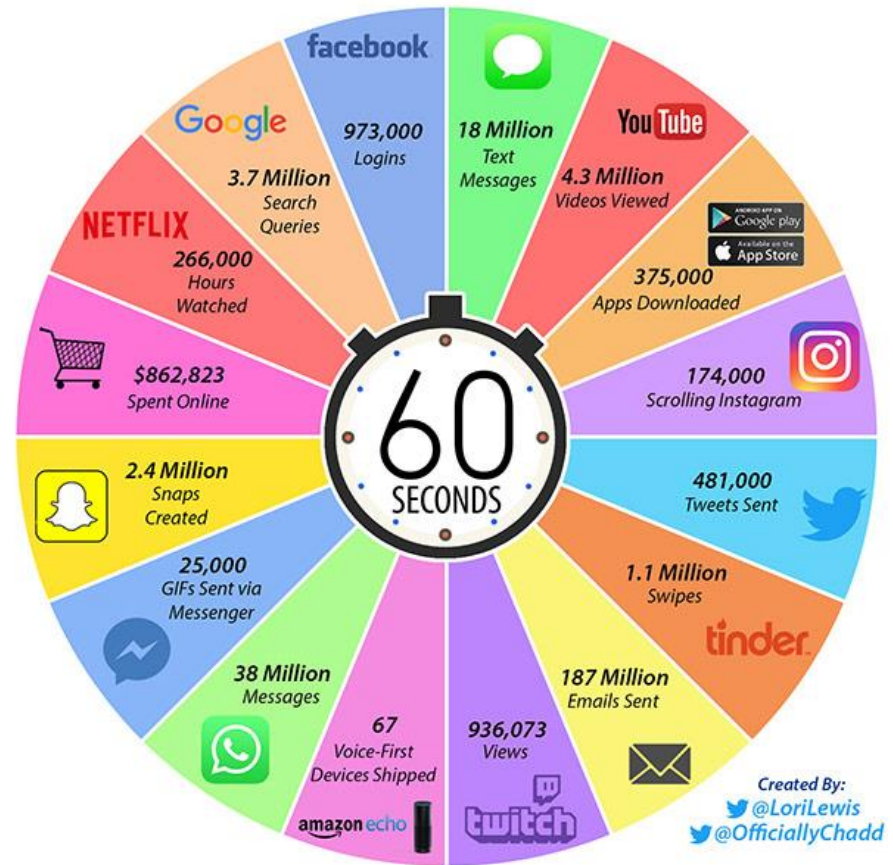 facebook
973,000
Logins
18 Million
Text
Messages
YouTube
4.3 Million
Videos Viewed
ANDROID APP ON
Google play
Available on the
App Store
375,000
Apps Downloaded
174,000
Scrolling Instagram
481,000
Tweets Sent
1.1 Million
Swipes
tinder
187 Million
Emails Sent
936,073
Views
twitch
67
Voice-First
Devices Shipped
amazon echo
38 Million
Messages
25,000
GIFs Sent via
Messenger
2.4 Million
Snaps
Created
$862,823
Spent Online
NETFLIX
266,000
Hours
Watched
Google
3.7 Million
Search
Queries
60
SECONDS
Created By:
@LoriLewis
@OfficiallyChadd